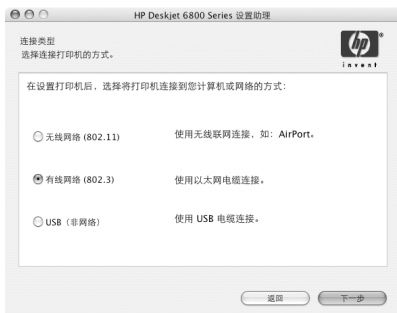 HP Deskjet 6800 Series 设置助理
连接类型
选择连接打印机的方式。
hp
invent
在设置打印机后，选择将打印机连接到您计算机或网络的方式：
无线网络 (802.11)
使用无线联网连接，如：AirPort。
有线网络 (802.3)
使用以太网电缆连接。
USB（非网络）
使用 USB 电缆连接。
返回
下一步